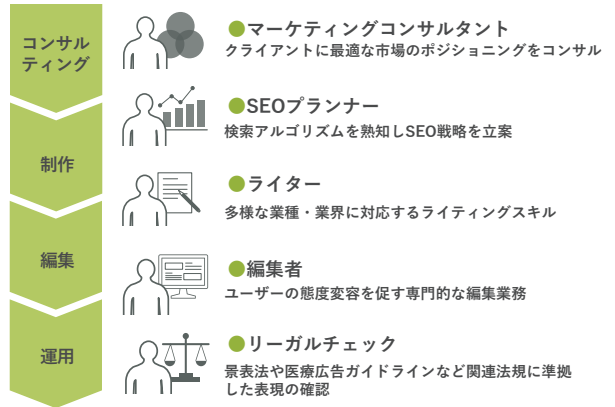 コンサル
ティング
●マーケティングコンサルタント
クライアントに最適な市場のポジショニングをコンサル
●SEOプランナー
検索アルゴリズムを熟知しSEO戦略を立案
制作
●ライター
多様な業種・業界に対応するライティングスキル
編集
●編集者
ユーザーの態度変容を促す専門的な編集業務
運用
●リーガルチェック
景表法や医療広告ガイドラインなど関連法規に準拠
した表現の確認